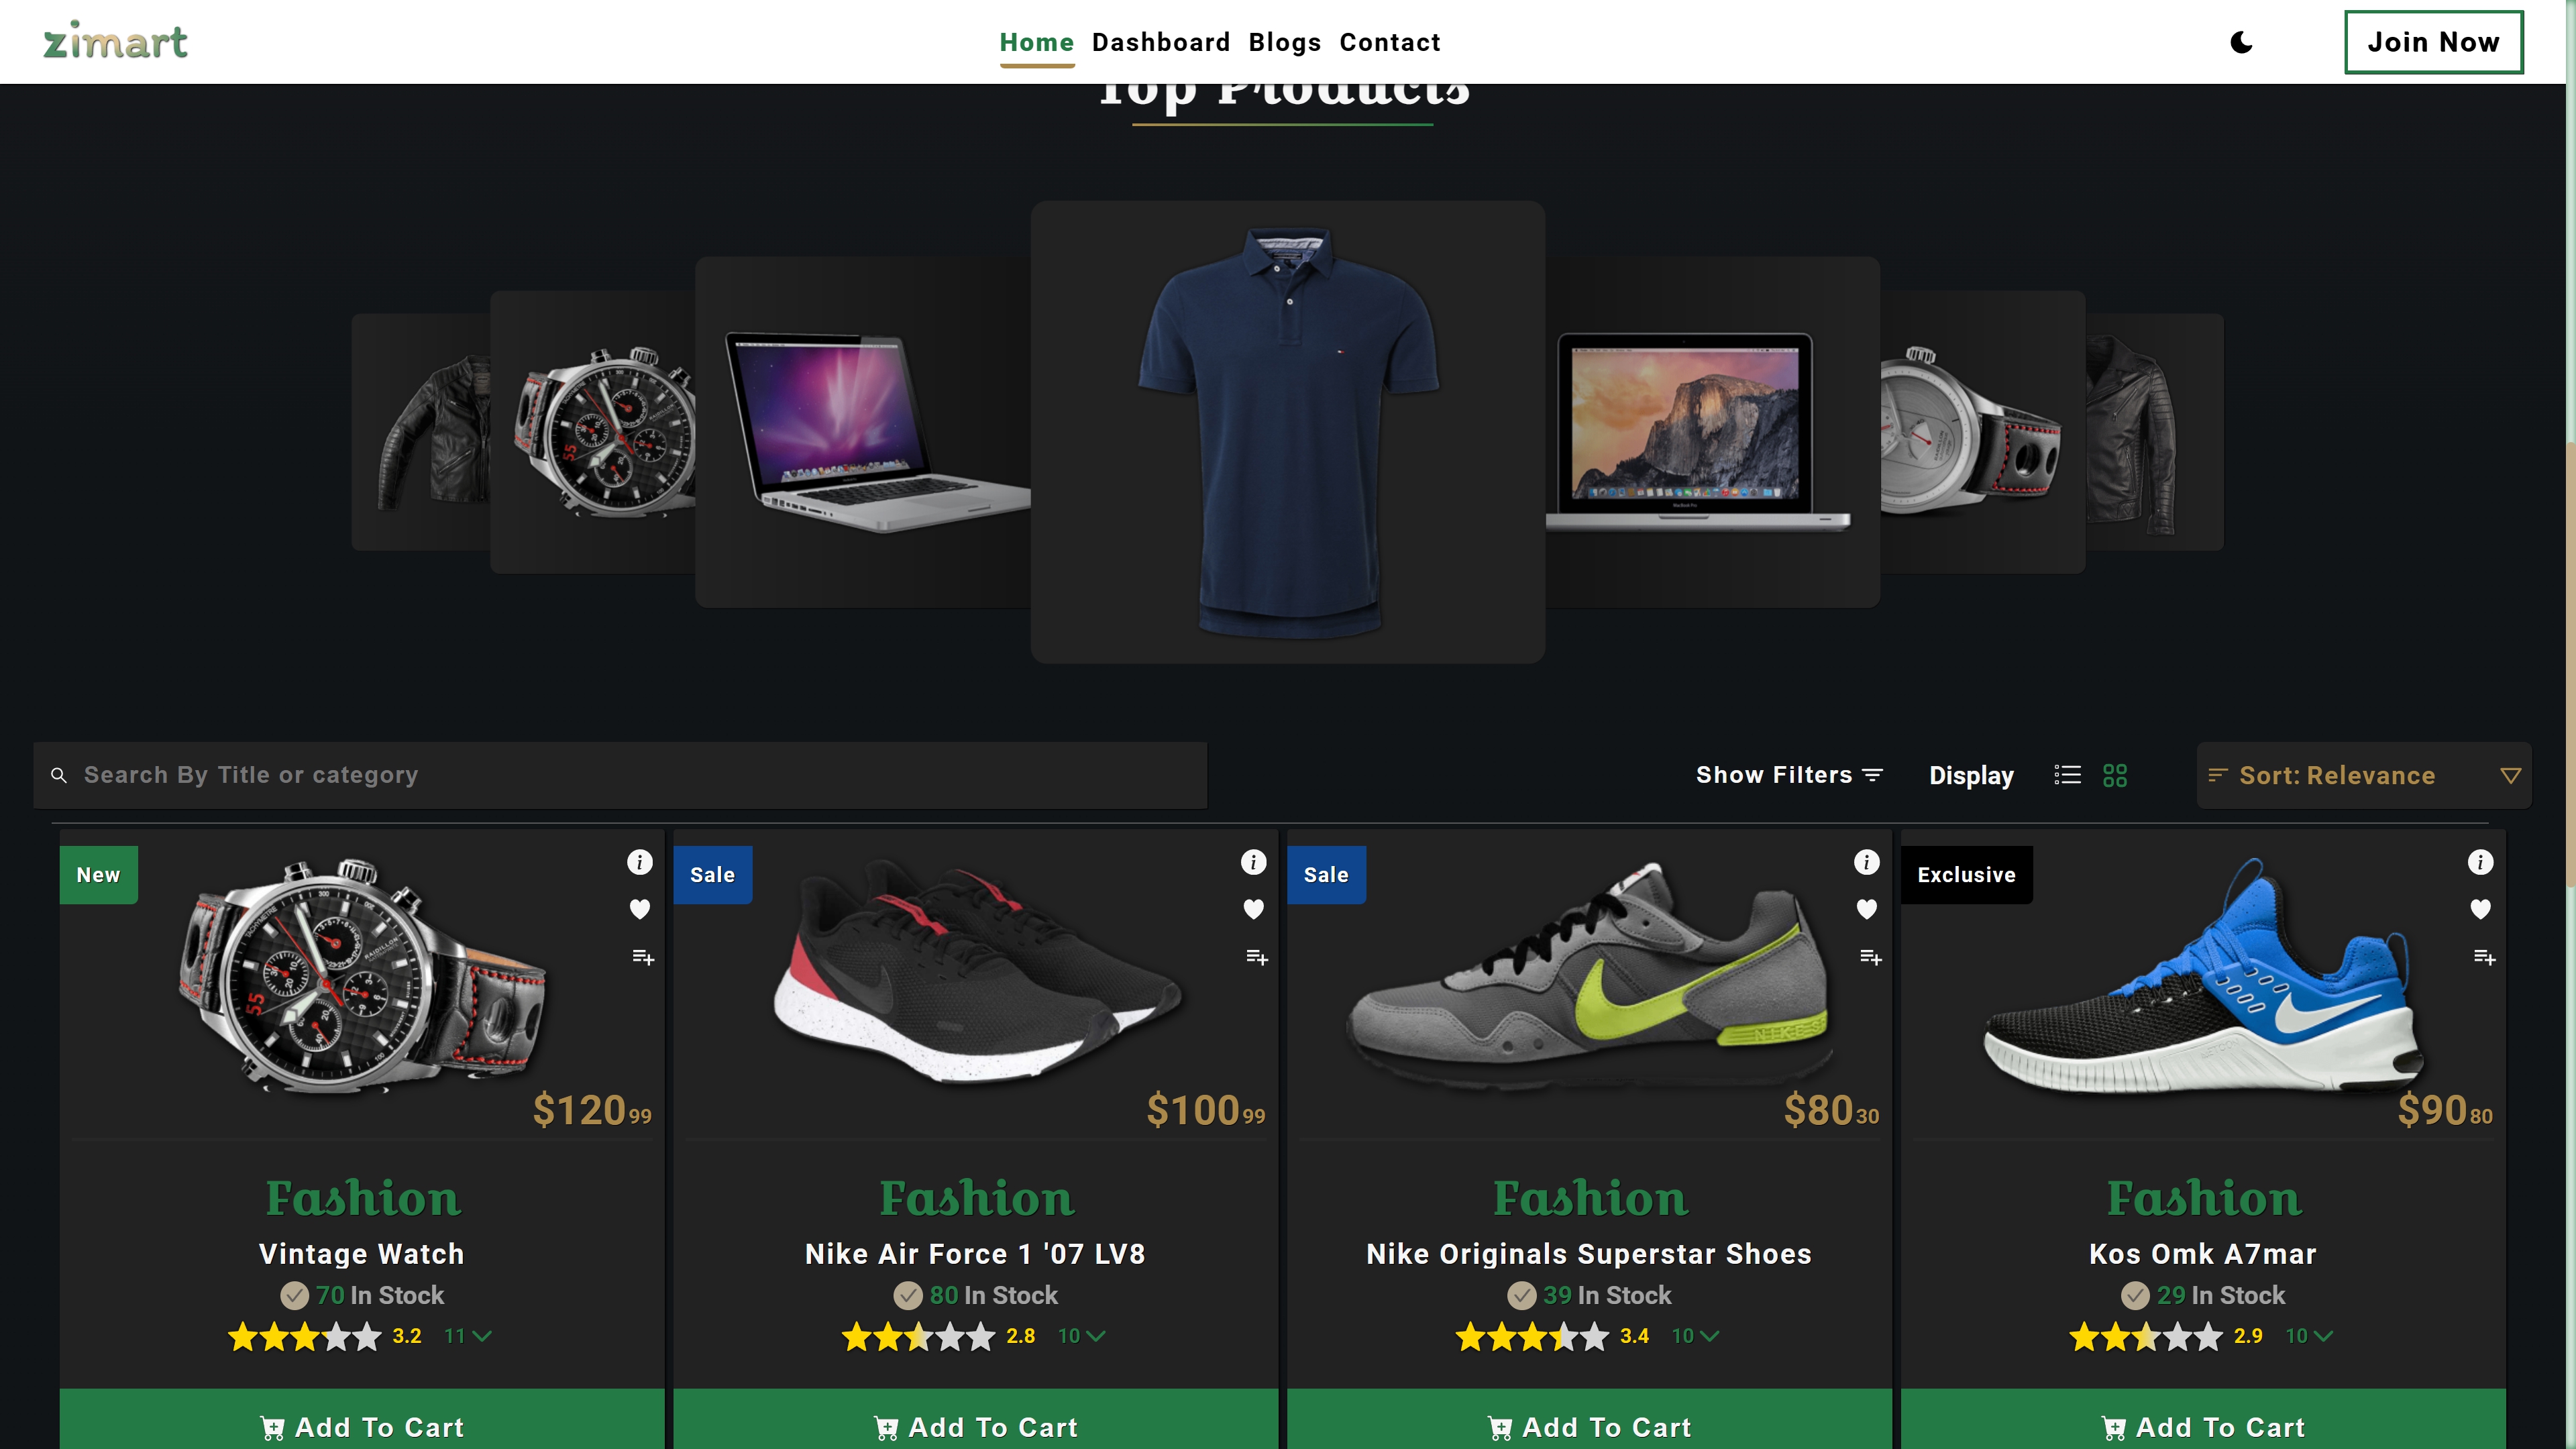 zimart
Home Dashboard Blogs Contact
Join Now
Top Products
Search By Title or category
Show Filters
Display
Sort: Relevance
New
$120 99
Fashion
Vintage Watch
70 In Stock
3.2 11
Add To Cart
Sale
$100 99
Fashion
Nike Air Force 1 '07 LV8
80 In Stock
2.8 10
Add To Cart
Sale
$80 30
Fashion
Nike Originals Superstar Shoes
39 In Stock
3.4 10
Add To Cart
Exclusive
$90 80
Fashion
Kos Omk A7mar
29 In Stock
2.9 10
Add To Cart